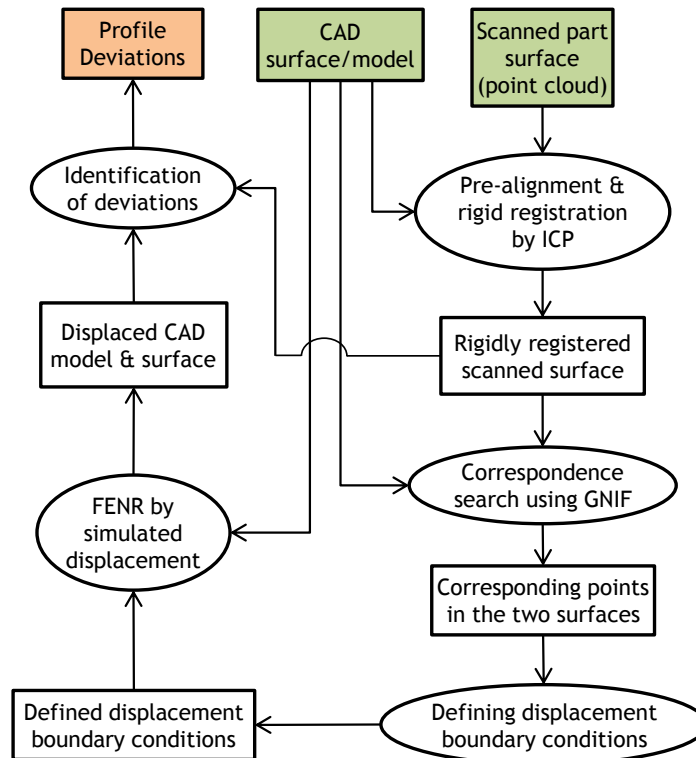 Profile
Deviations
CAD
surface/model
Scanned part
surface
(point cloud)
Identification
of deviations
Pre-alignment &
rigid registration
by ICP
Displaced CAD
model & surface
Rigidly registered
scanned surface
FENR by
simulated
displacement
Correspondence
search using GNIF
Corresponding points
in the two surfaces
Defined displacement
boundary conditions
Defining displacement
boundary conditions